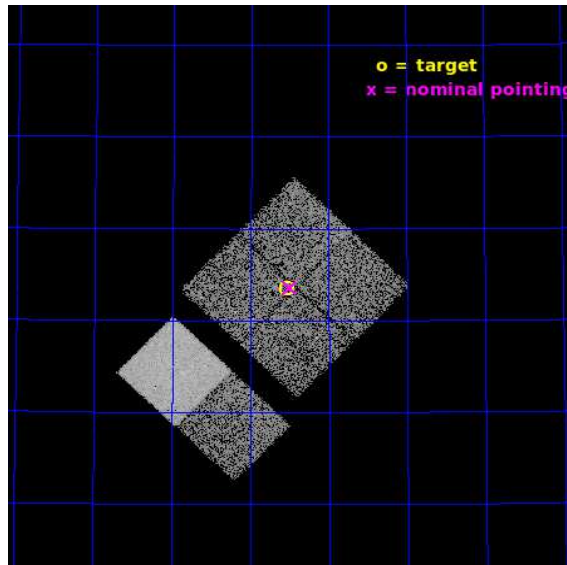 o = target
x = nominal pointing